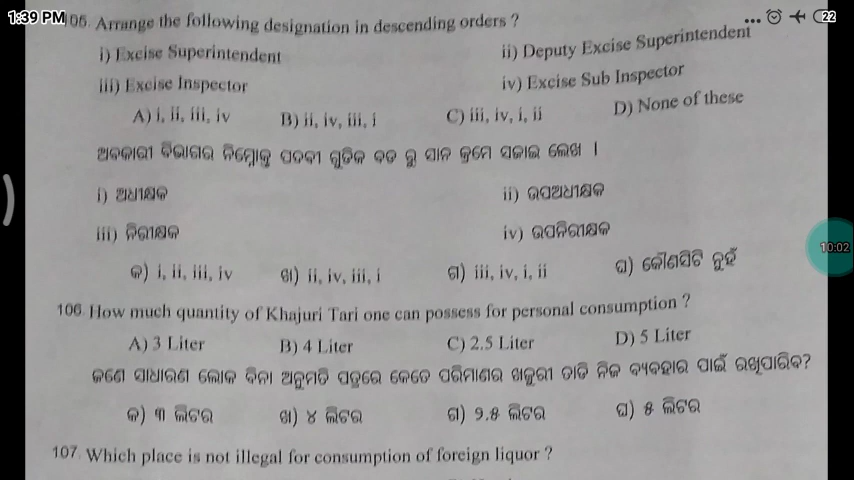 1:39 PM
22
105. Arrange the following designation in descending orders ?
i) Excise Superintendent ii) Deputy Excise Superintendent
iii) Excise Inspector iv) Excise Sub Inspector
A) i, ii, iii, iv B) ii, iv, iii, i C) iii, iv, i, ii D) None of these
ଅବକାରୀ ବିଭାଗର ନିମ୍ନୋକ୍ତ ପଦବୀ ଗୁଡିକ ବଡ ରୁ ସାନ କ୍ରମେ ସଜାଇ ଲେଖ ।
i) ଅଧୀକ୍ଷକ ii) ଉପଅଧୀକ୍ଷକ
iii) ନିରୀକ୍ଷକ iv) ଉପନିରୀକ୍ଷକ
10:02
କ) i, ii, iii, iv ଖ) ii, iv, iii, i ଗ) iii, iv, i, ii ଘ) କୌଣସିଟି ନୁହଁ
106. How much quantity of Khajuri Tari one can possess for personal consumption ?
A) 3 Liter B) 4 Liter C) 2.5 Liter D) 5 Liter
ଜଣେ ସାଧାରଣ ଲୋକ ବିନା ଅନୁମତି ପତ୍ରରେ କେତେ ପରିମାଣର ଖଜୁରୀ ତାଡି ନିଜ ବ୍ୟବହାର ପାଇଁ ରଖିପାରିବ?
କ) ୩ ଲିଟର ଖ) ୪ ଲିଟର ଗ) ୨.୫ ଲିଟର ଘ) ୫ ଲିଟର
107. Which place is not illegal for consumption of foreign liquor ?